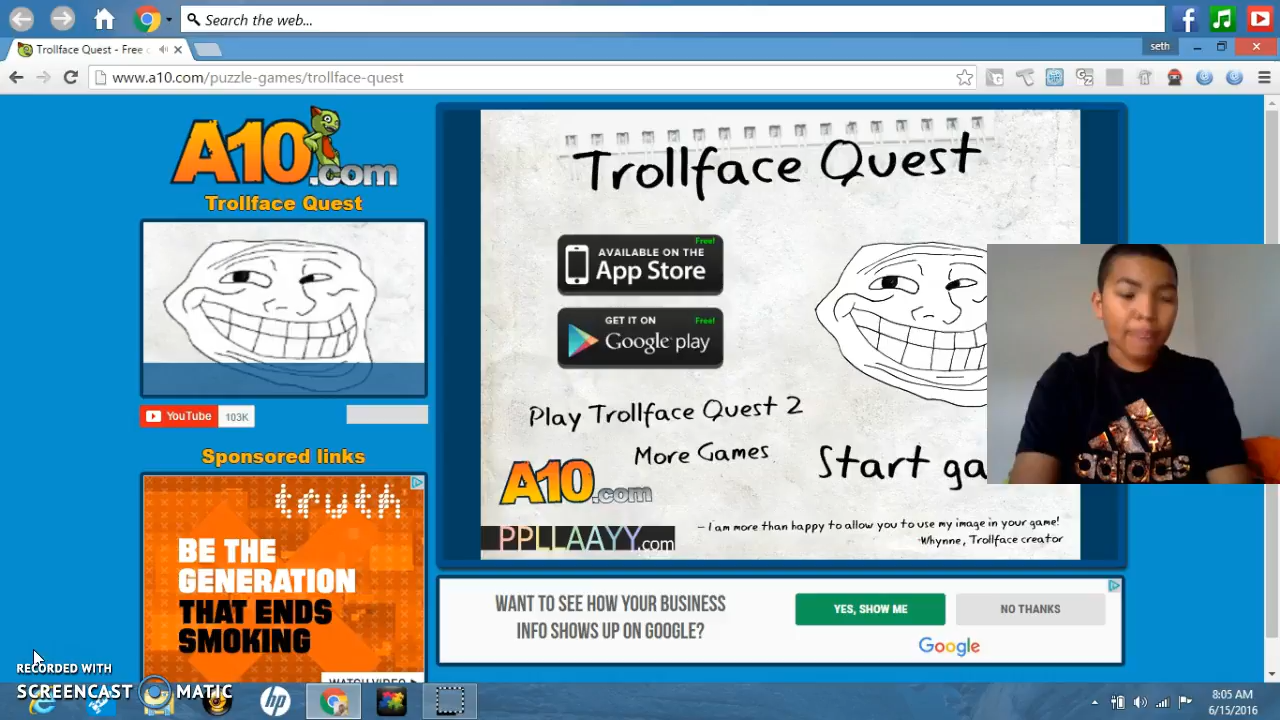 Search the web...
Trollface Quest - Free
seth
www.a10.com/puzzle-games/trollface-quest
A10.com
Trollface Quest
YouTube 103K
Sponsored links
truth
BE THE
GENERATION
THAT ENDS
SMOKING
WATCH VIDEO
Trollface Quest
Free!
AVAILABLE ON THE
App Store
Free!
GET IT ON
Google play
Play Trollface Quest 2
More Games
Start ga
A10.com
PPLLAAYY.com
– I am more than happy to allow you to use my image in your game!
Whynne, Trollface creator
adidas
WANT TO SEE HOW YOUR BUSINESS
INFO SHOWS UP ON GOOGLE?
YES, SHOW ME
NO THANKS
Google
RECORDED WITH
SCREENCAST MATIC
hp
8:05 AM
6/15/2016